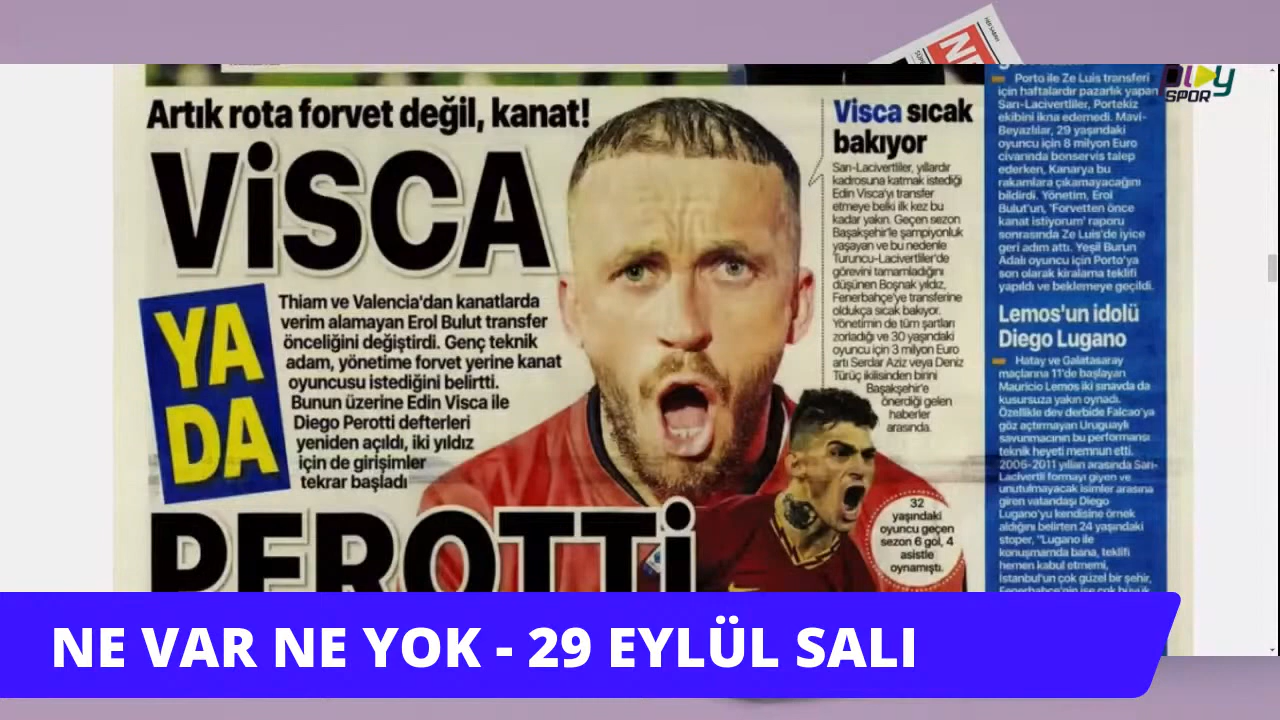 HER SABAH
play
SPOR
Artık rota forvet değil, kanat!
VİSCA
YA
DA
Thiam ve Valencia'dan kanatlarda
verim alamayan Erol Bulut transfer
önceliğini değiştirdi. Genç teknik
adam, yönetime forvet yerine kanat
oyuncusu istediğini belirtti.
Bunun üzerine Edin Visca ile
Diego Perotti defterleri
yeniden açıldı, iki yıldız
için de girişimler
tekrar başladı
PEROTTİ
Visca sıcak
bakıyor
Sarı-Lacivertliler, yıllardır
kadrosuna katmak istediği
Edin Visca'yı transfer
etmeye belki ilk kez bu
kadar yakın. Geçen sezon
Başakşehir'le şampiyonluk
yaşayan ve bu nedenle
Turuncu-Lacivertliler'de
görevini tamamladığını
düşünen Boşnak yıldız,
Fenerbahçe'ye transferine
oldukça sıcak bakıyor.
Yönetimin de tüm şartları
zorladığı ve 30 yaşındaki
oyuncu için 3 milyon Euro
artı Serdar Aziz veya Deniz
Türüç ikilisinden birini
Başakşehir'e
önerdiği gelen
haberler
arasında.
32
yaşındaki
oyuncu geçen
sezon 6 gol, 4
asistle
oynamıştı.
Porto ile Ze Luis transferi
için haftalardır pazarlık yapan
Sarı-Lacivertliler, Portekiz
ekibini ikna edemedi. Mavi-
Beyazlılar, 29 yaşındaki
oyuncu için 8 milyon Euro
civarında bonservis talep
ederken, Kanarya bu
rakamlara çıkamayacağını
bildirdi. Yönetim, Erol
Bulut'un, 'Forvetten önce
kanat istiyorum' raporu
sonrasında Ze Luis'de iyice
geri adım attı. Yeşil Burun
Adalı oyuncu için Porto'ya
son olarak kiralama teklifi
yapıldı ve beklemeye geçildi.
Lemos'un idolü
Diego Lugano
Hatay ve Galatasaray
maçlarına 11'de başlayan
Mauricio Lemos iki sınavda da
kusursuza yakın oynadı.
Özellikle dev derbide Falcao'ya
göz açtırmayan Uruguaylı
savunmacının bu performansı
teknik heyeti memnun etti.
2006-2011 yılları arasında Sarı-
Lacivertli formayı giyen ve
unutulmayacak isimler arasına
giren vatandaşı Diego
Lugano'yu kendisine örnek
aldığını belirten 24 yaşındaki
stoper, "Lugano ile
konuşmamda bana, teklifi
hemen kabul etmemi,
İstanbul'un çok güzel bir şehir,
NE VAR NE YOK - 29 EYLÜL SALI